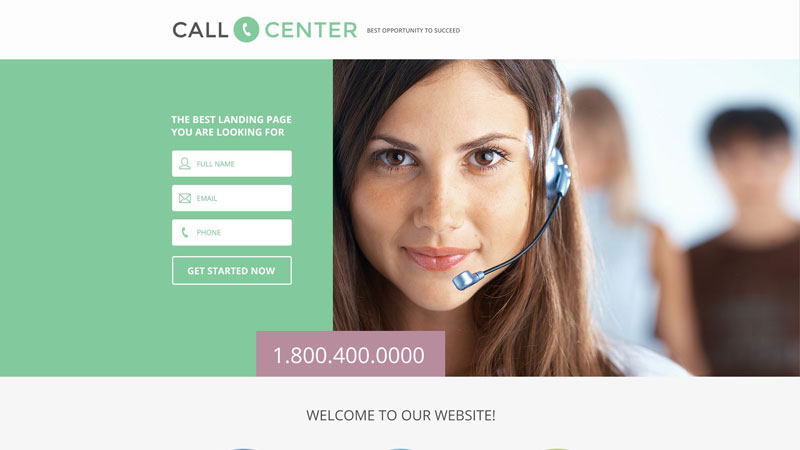 CALL CENTER BEST OPPORTUNITY TO SUCCEED
THE BEST LANDING PAGE
YOU ARE LOOKING FOR
FULL NAME
EMAIL
PHONE
GET STARTED NOW
1.800.400.0000
WELCOME TO OUR WEBSITE!